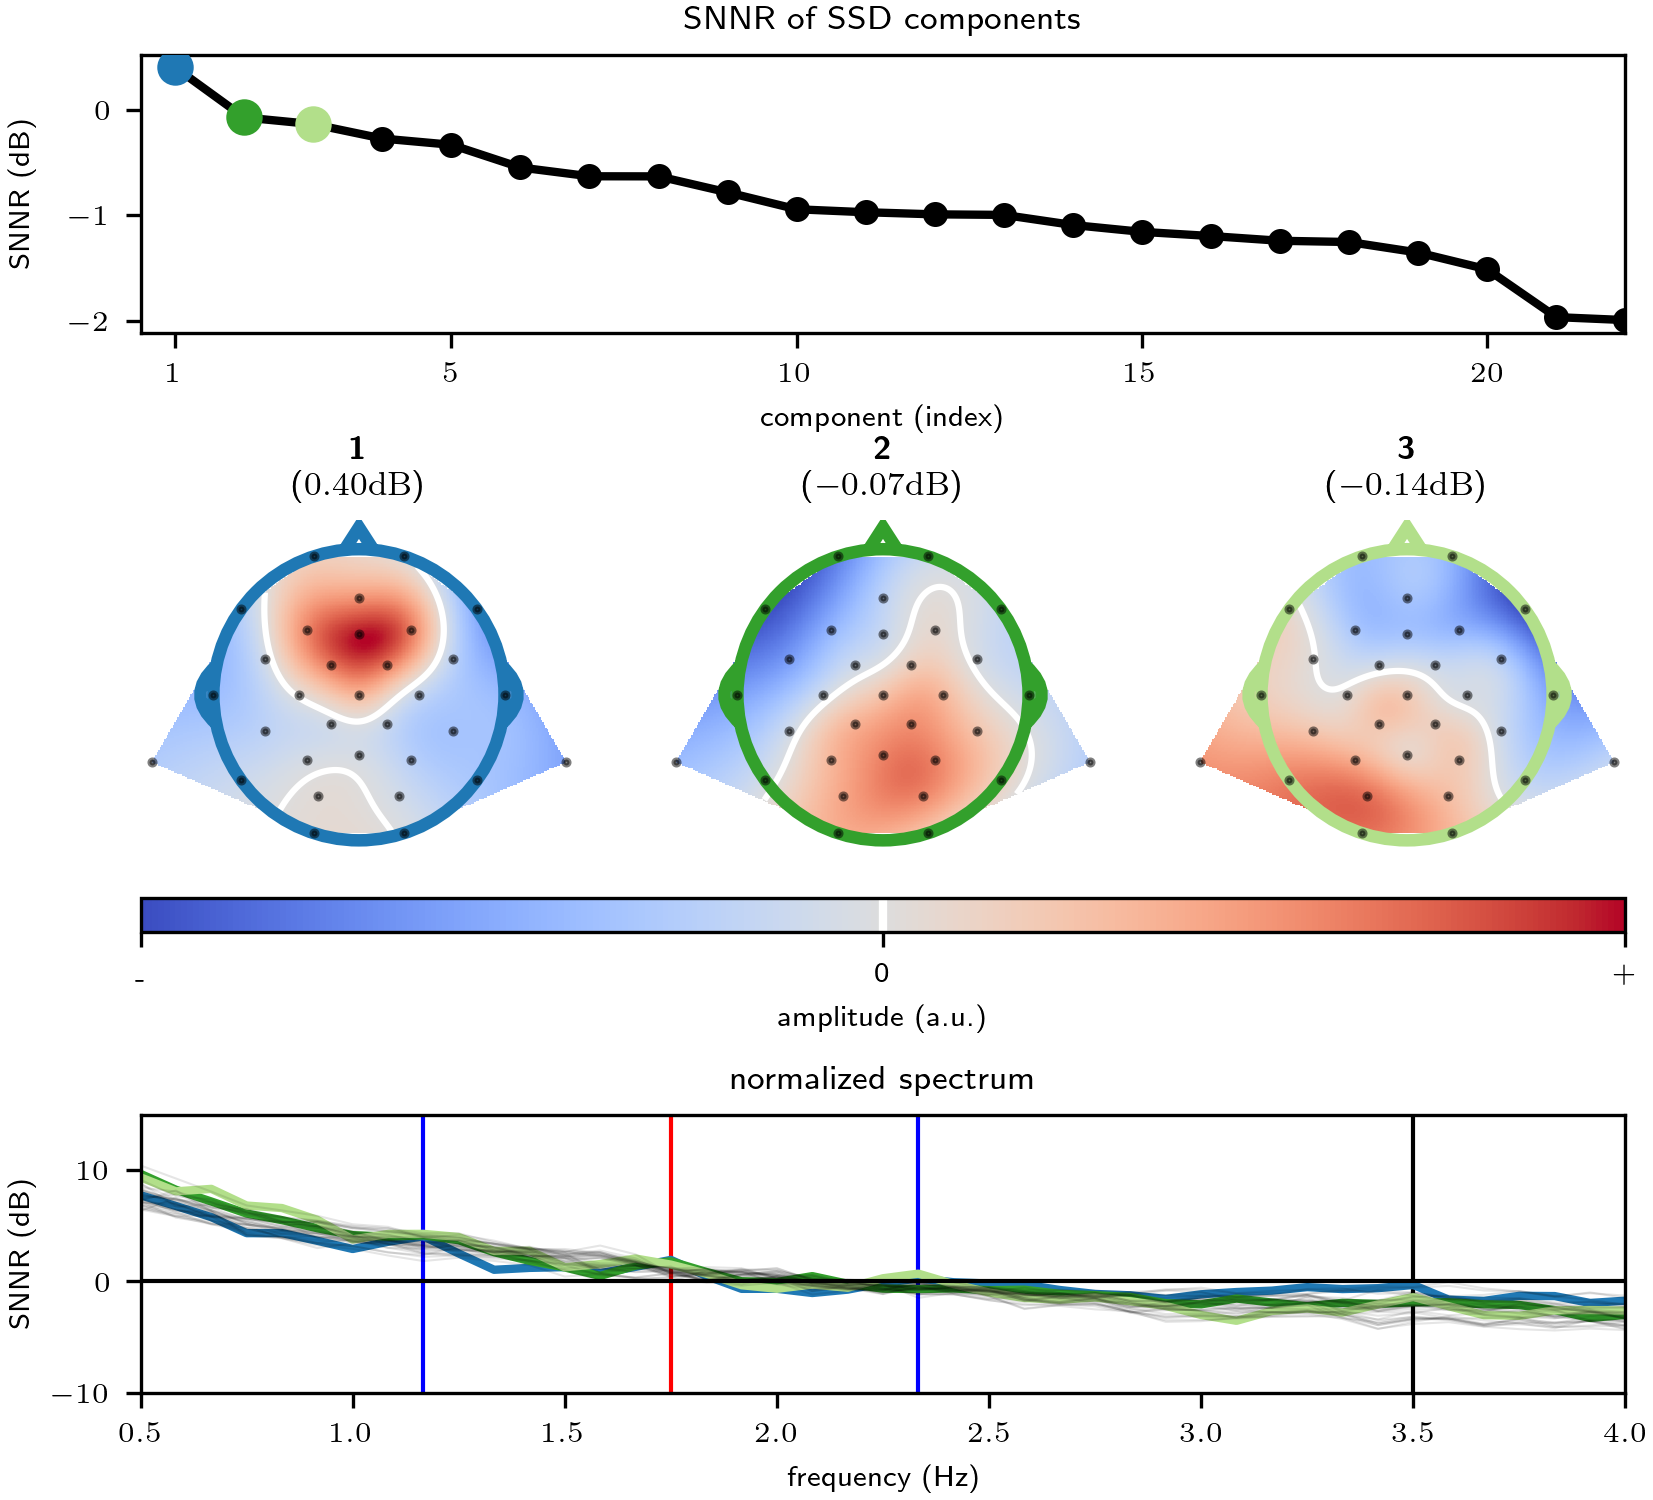 SNNR of SSD components
SNNR (dB)
0
−1
−2
1 5 10 15 20
component (index)
1 2 3
(0.40dB) (−0.07dB) (−0.14dB)
- 0 +
amplitude (a.u.)
normalized spectrum
SNNR (dB)
10
0
−10
0.5 1.0 1.5 2.0 2.5 3.0 3.5 4.0
frequency (Hz)